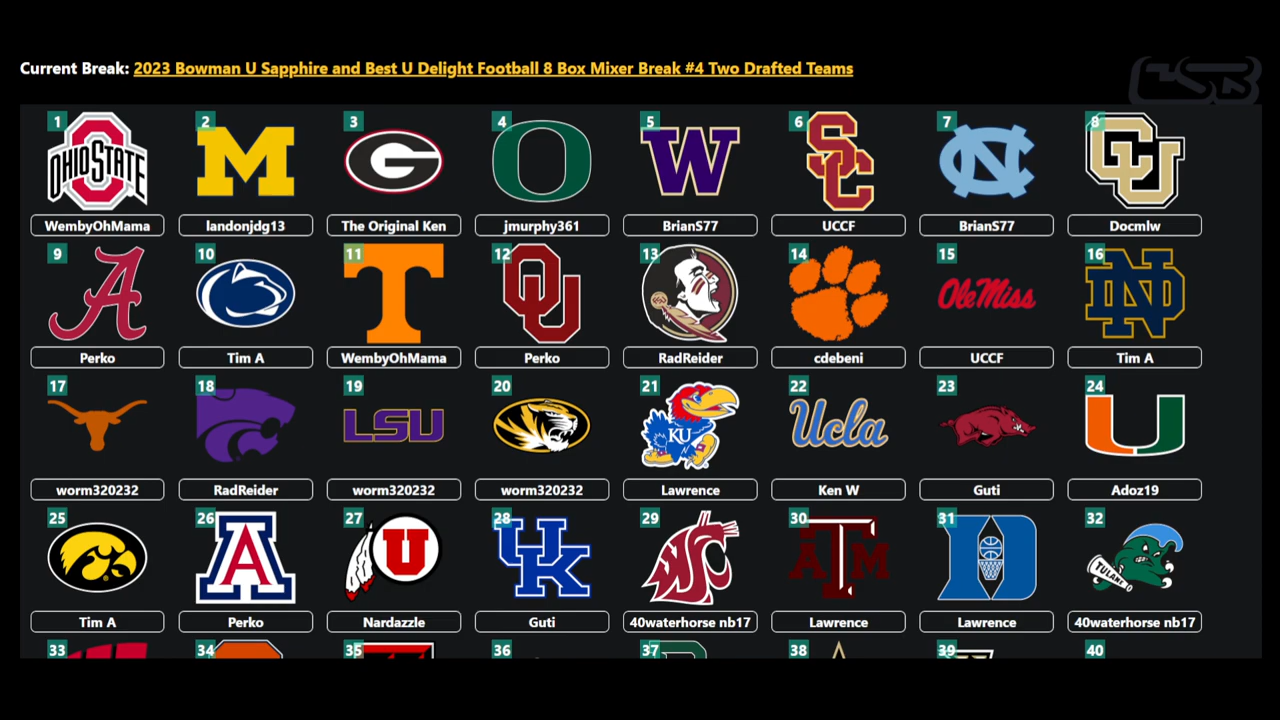 Current Break: 2023 Bowman U Sapphire and Best U Delight Football 8 Box Mixer Break #4 Two Drafted Teams
CSB
1 2 3 4 5 6 7 8
OHIO STATE M G O W SC NC CU
WembyOhMama landonjdg13 The Original Ken jmurphy361 BrianS77 UCCF BrianS77 Docmlw
9 10 11 12 13 14 15 16
A T OU Ole Miss ND
Perko Tim A WembyOhMama Perko RadReider cdebeni UCCF Tim A
17 18 19 20 21 22 23 24
LSU KU Ucla U
worm320232 RadReider worm320232 worm320232 Lawrence Ken W Guti Adoz19
25 26 27 28 29 30 31 32
A U UK WSC ATM D TULANE
Tim A Perko Nardazzle Guti 40waterhorse nb17 Lawrence Lawrence 40waterhorse nb17
33 34 35 36 37 38 39 40